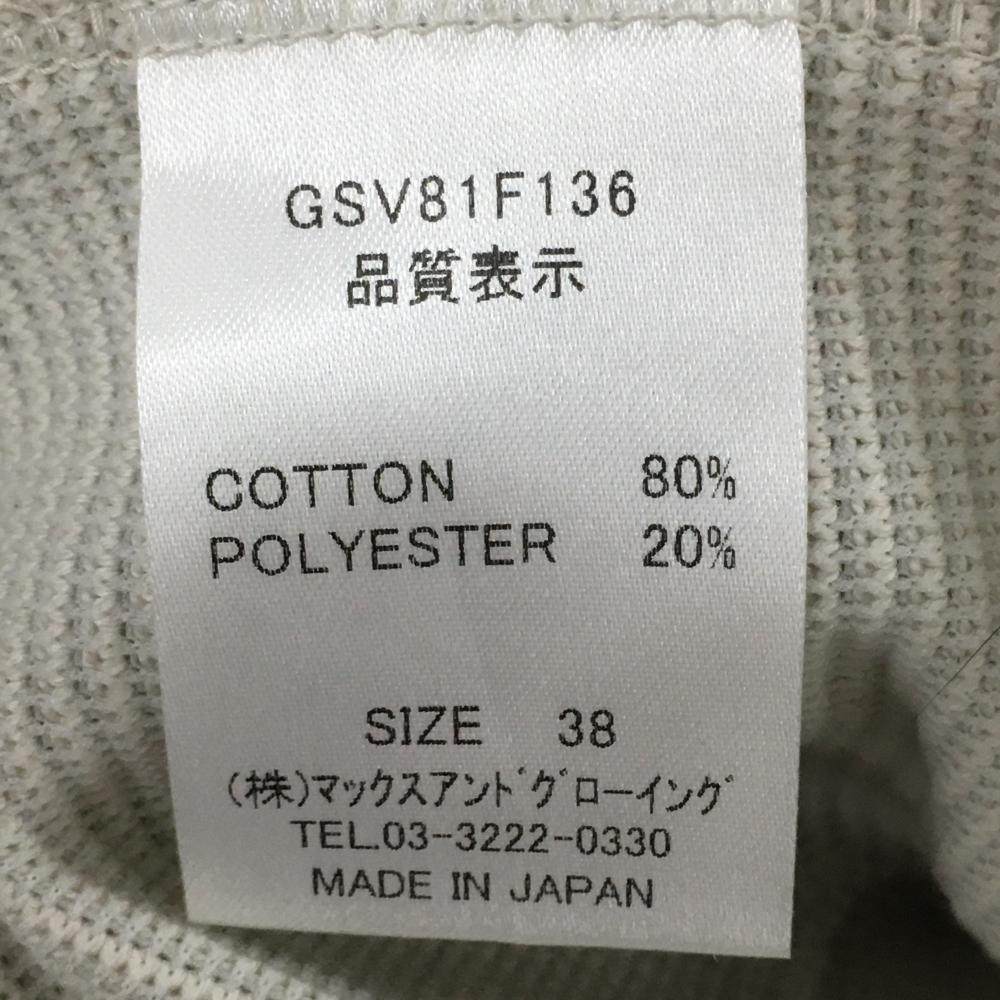 GSV81F136
品質表示
COTTON 80%
POLYESTER 20%
SIZE 38
(株)マックスアンドグローイング
TEL.03-3222-0330
MADE IN JAPAN